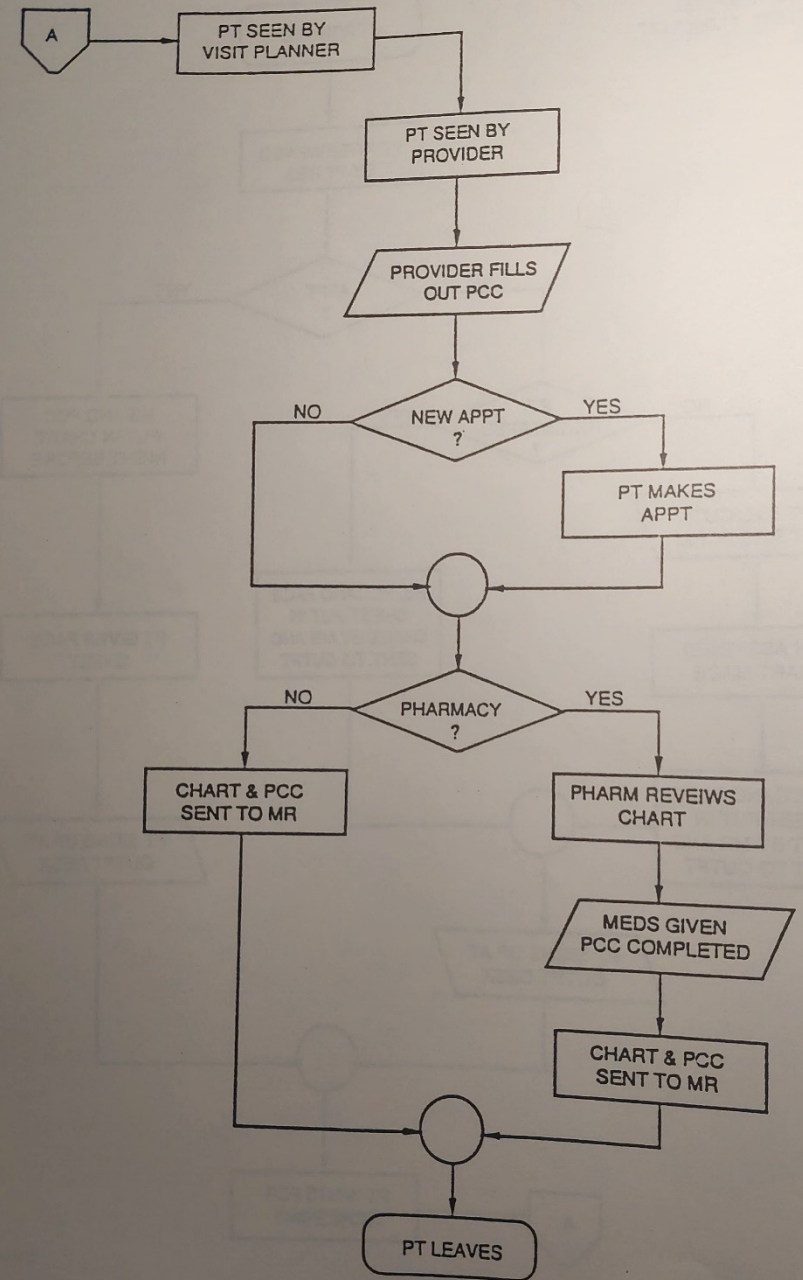 A
PT SEEN BY
VISIT PLANNER
PT SEEN BY
PROVIDER
PROVIDER FILLS
OUT PCC
NO
NEW APPT
?
YES
PT MAKES
APPT
NO
PHARMACY
?
YES
CHART & PCC
SENT TO MR
PHARM REVEIWS
CHART
MEDS GIVEN
PCC COMPLETED
CHART & PCC
SENT TO MR
PT LEAVES